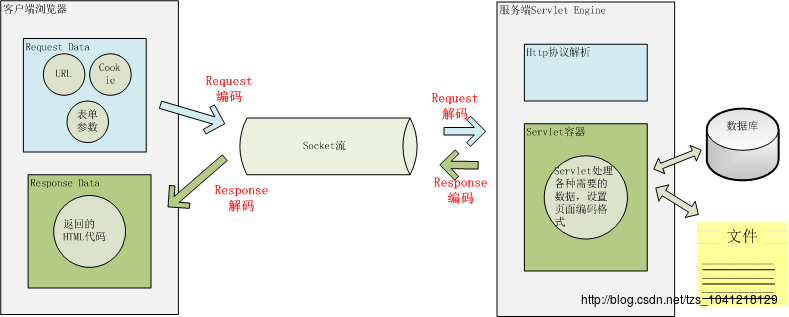 客户端浏览器
Request Data
URL
Cook
ie
表单
参数
Response Data
返回的
HTML代码
Request
编码
Response
解码
Socket流
Request
解码
Response
编码
服务端Servlet Engine
Http协议解析
Servlet容器
Servlet处理
各种需要的
数据，设置
页面编码格
式
数据库
文件
http://blog.csdn.net/tzs_1041218129